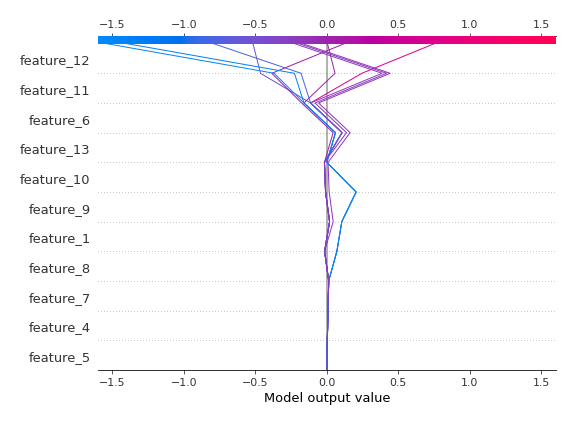 −1.5 −1.0 −0.5 0.0 0.5 1.0 1.5
feature_12
feature_11
feature_6
feature_13
feature_10
feature_9
feature_1
feature_8
feature_7
feature_4
feature_5
−1.5 −1.0 −0.5 0.0 0.5 1.0 1.5
Model output value